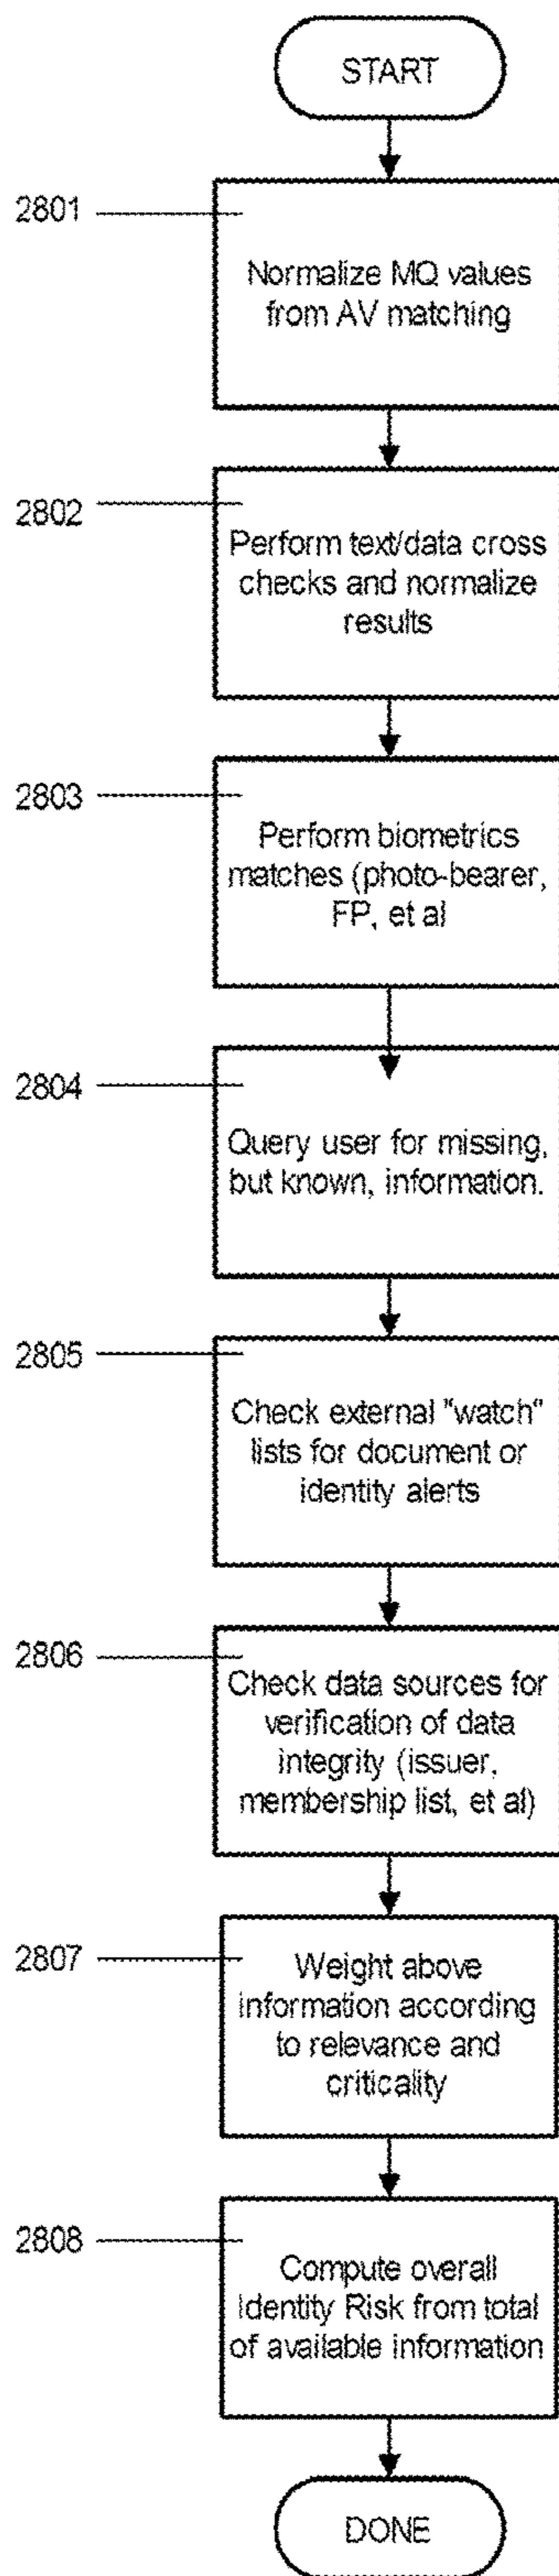 START
2801
Normalize MQ values
from AV matching
2802
Perform text/data cross
checks and normalize
results
2803
Perform biometrics
matches (photo-bearer,
FP, et al
2804
Query user for missing,
but known, information.
2805
Check external "watch"
lists for document or
identity alerts
2806
Check data sources for
verification of data
integrity (issuer,
membership list, et al)
2807
Weight above
information according
to relevance and
criticality
2808
Compute overall
Identity Risk from total
of available information
DONE